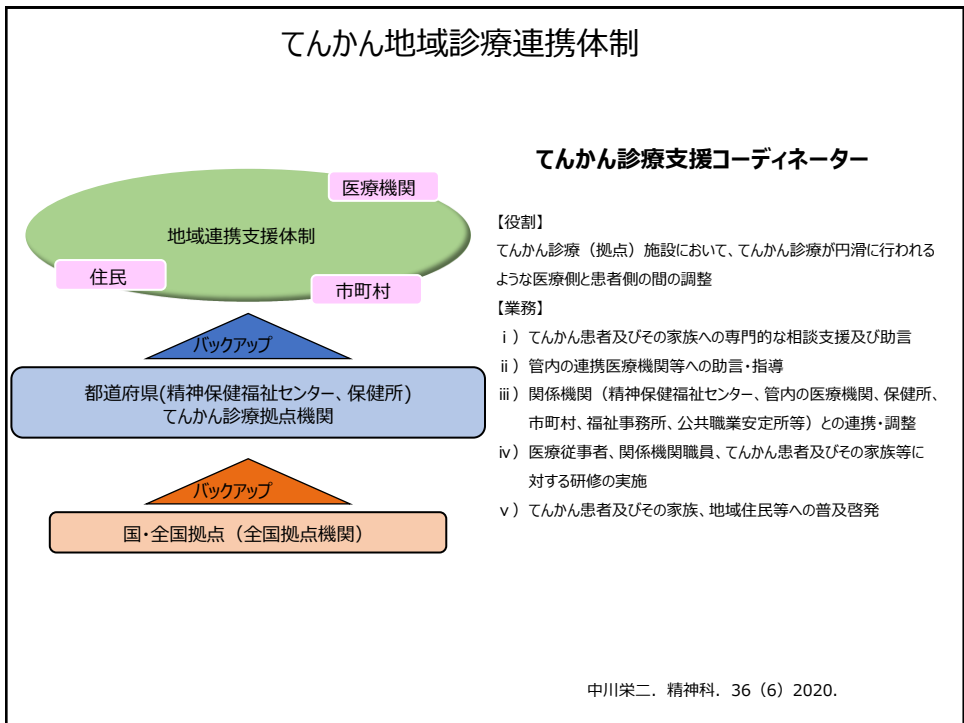 てんかん地域診療連携体制
医療機関
地域連携支援体制
住民
市町村
バックアップ
都道府県(精神保健福祉センター、保健所)
てんかん診療拠点機関
バックアップ
国・全国拠点（全国拠点機関）
てんかん診療支援コーディネーター
【役割】
てんかん診療（拠点）施設において、てんかん診療が円滑に行われる
ような医療側と患者側の間の調整
【業務】
ⅰ）てんかん患者及びその家族への専門的な相談支援及び助言
ⅱ）管内の連携医療機関等への助言・指導
ⅲ）関係機関（精神保健福祉センター、管内の医療機関、保健所、
市町村、福祉事務所、公共職業安定所等）との連携・調整
ⅳ）医療従事者、関係機関職員、てんかん患者及びその家族等に
対する研修の実施
ⅴ）てんかん患者及びその家族、地域住民等への普及啓発
中川栄二．精神科．36（6）2020．